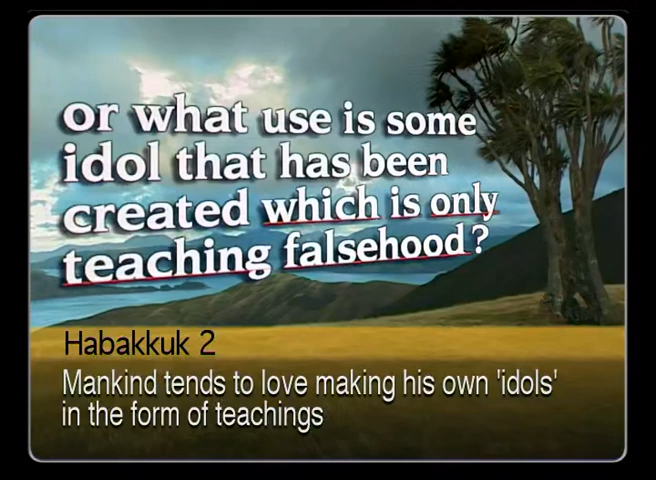 or what use is some
idol that has been
created which is only
teaching falsehood?
Habakkuk 2
Mankind tends to love making his own 'idols'
in the form of teachings